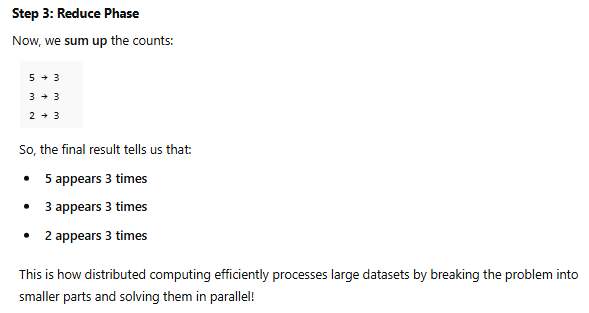 Step 3: Reduce Phase
Now, we sum up the counts:
5 → 3
3 → 3
2 → 3
So, the final result tells us that:
• 5 appears 3 times
• 3 appears 3 times
• 2 appears 3 times
This is how distributed computing efficiently processes large datasets by breaking the problem into
smaller parts and solving them in parallel!